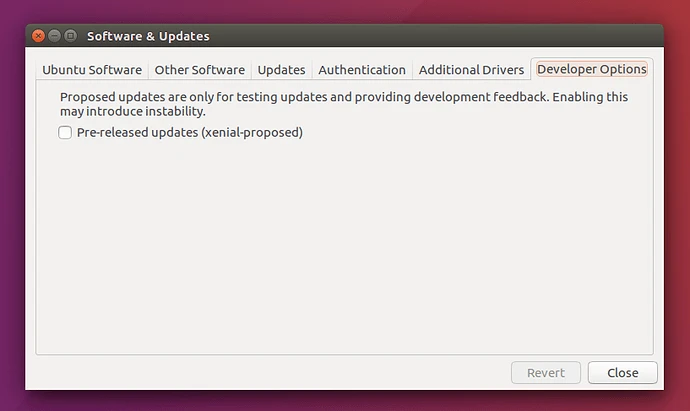 Software & Updates
Ubuntu Software Other Software Updates Authentication Additional Drivers Developer Options
Proposed updates are only for testing updates and providing development feedback. Enabling this
may introduce instability.
Pre-released updates (xenial-proposed)
Revert Close